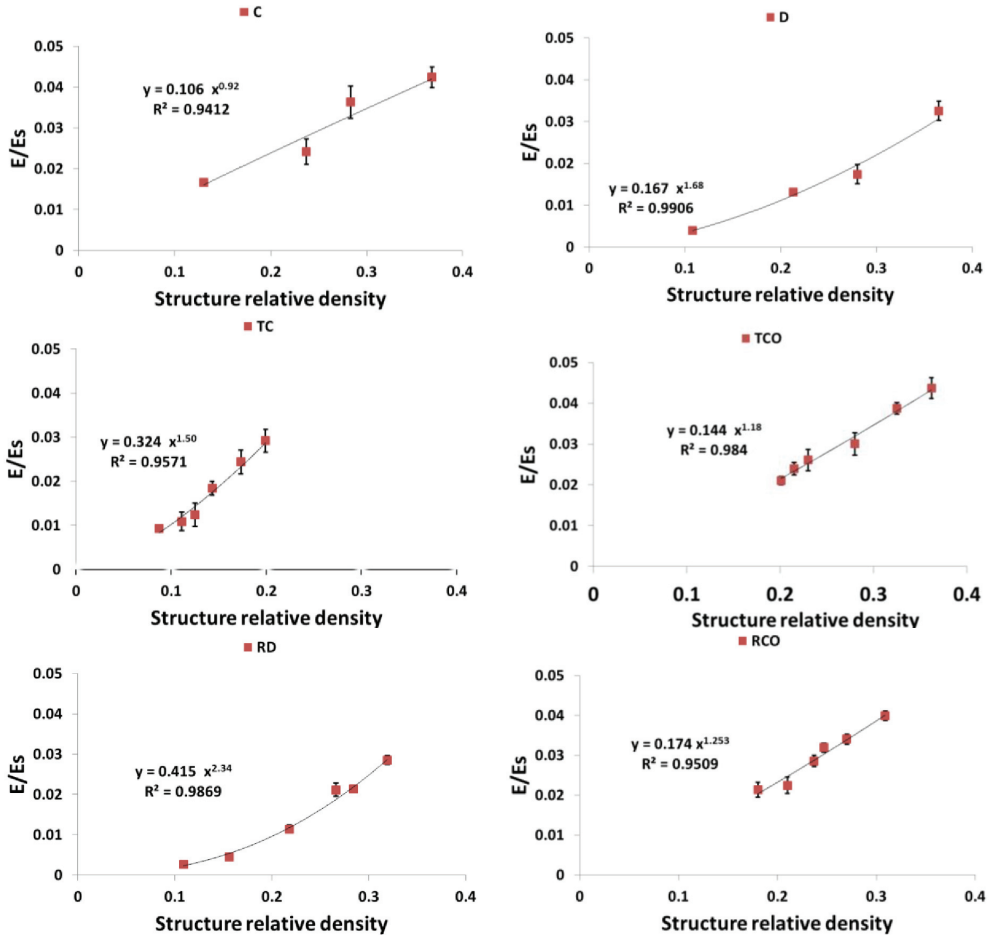 C
0.05
0.04
0.03
0.02
0.01
0
E/Es
y = 0.106 x^0.92
R² = 0.9412
0 0.1 0.2 0.3 0.4
Structure relative density
D
0.05
0.04
0.03
0.02
0.01
0
E/Es
y = 0.167 x^1.68
R² = 0.9906
0 0.1 0.2 0.3 0.4
Structure relative density
TC
0.05
0.04
0.03
0.02
0.01
0
E/Es
y = 0.324 x^1.50
R² = 0.9571
0 0.1 0.2 0.3 0.4
Structure relative density
TCO
0.05
0.04
0.03
0.02
0.01
0
E/Es
y = 0.144 x^1.18
R² = 0.984
0 0.1 0.2 0.3 0.4
Structure relative density
RD
0.05
0.04
0.03
0.02
0.01
0
E/Es
y = 0.415 x^2.34
R² = 0.9869
0 0.1 0.2 0.3 0.4
Structure relative density
RCO
0.05
0.04
0.03
0.02
0.01
0
E/Es
y = 0.174 x^1.253
R² = 0.9509
0 0.1 0.2 0.3 0.4
Structure relative density